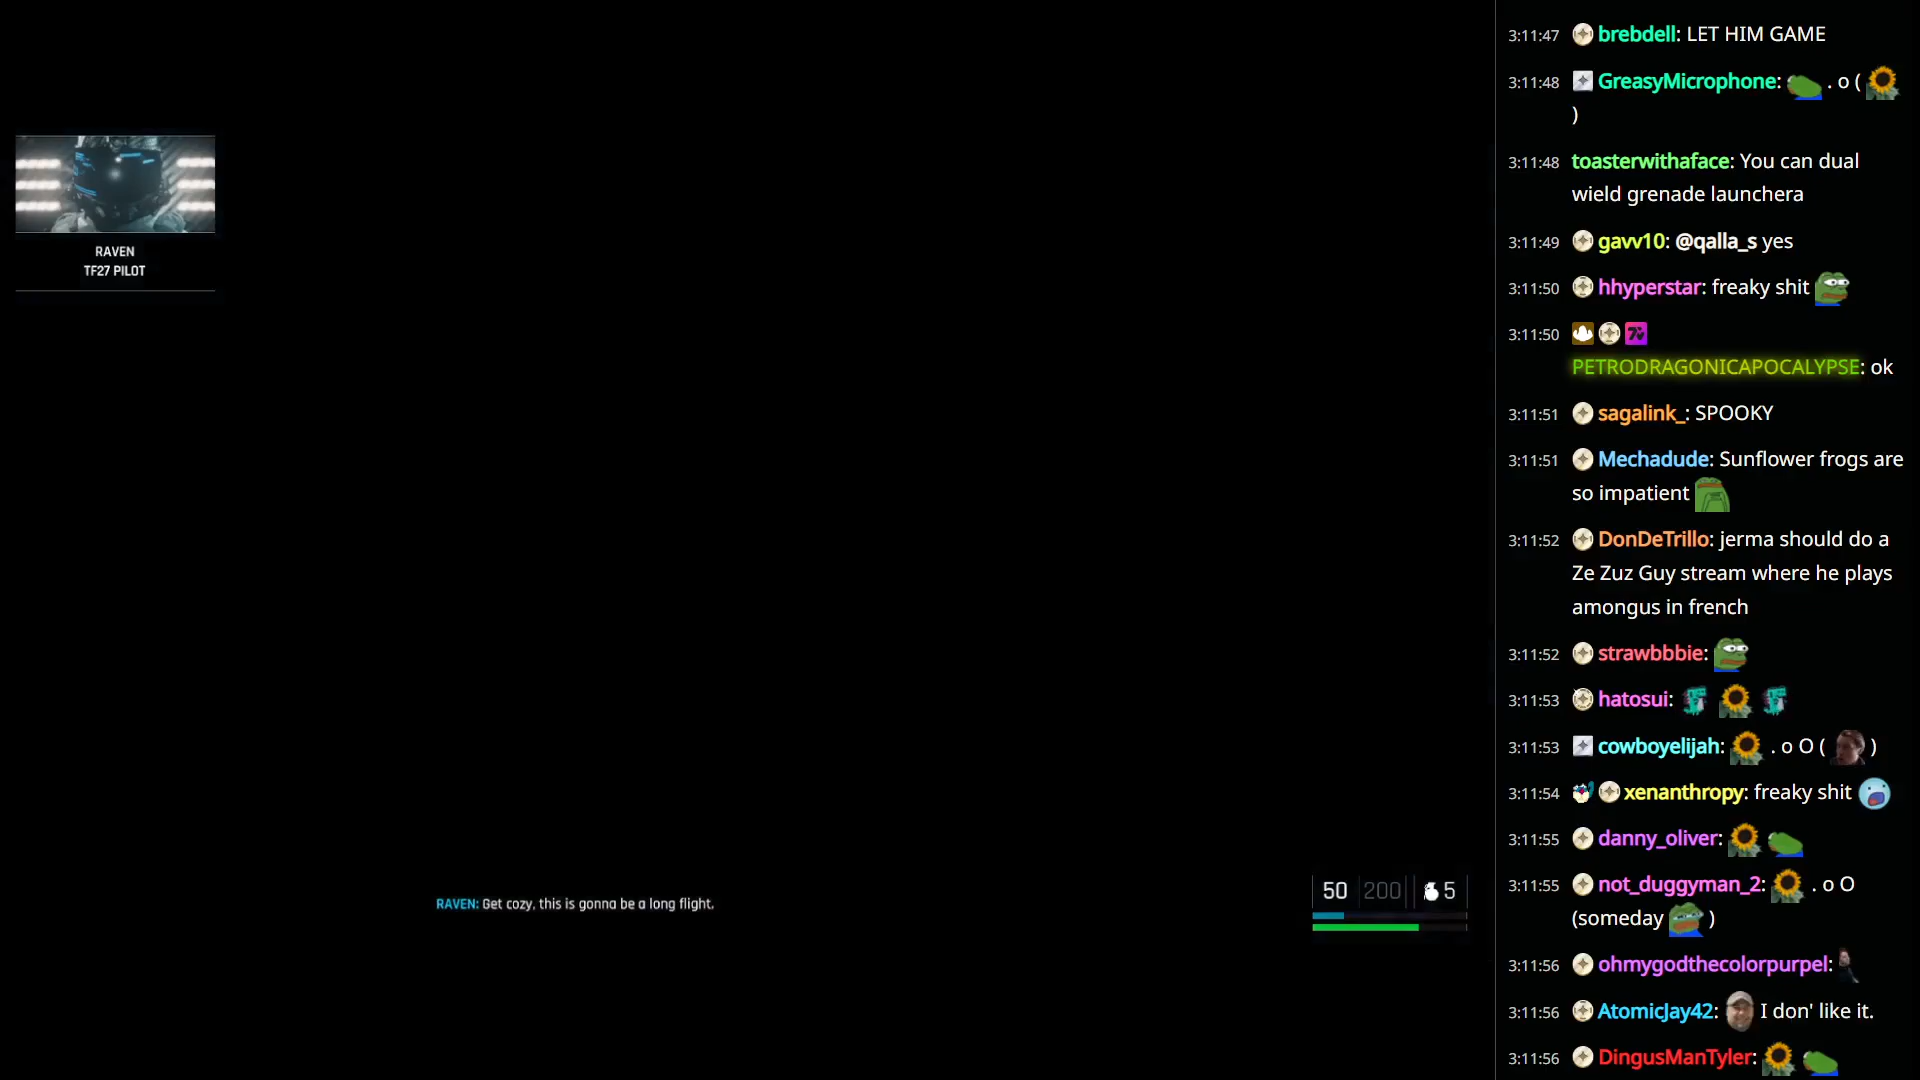 RAVEN
TF27 PILOT
RAVEN: Get cozy, this is gonna be a long flight.
50 200 5
3:11:47 brebdell: LET HIM GAME
3:11:48 GreasyMicrophone: . o (
)
3:11:48 toasterwithaface: You can dual
wield grenade launchera
3:11:49 gavv10: @qalla_s yes
3:11:50 hhyperstar: freaky shit
3:11:50
PETRODRAGONICAPOCALYPSE: ok
3:11:51 sagalink_: SPOOKY
3:11:51 Mechadude: Sunflower frogs are
so impatient
3:11:52 DonDeTrillo: jerma should do a
Ze Zuz Guy stream where he plays
amongus in french
3:11:52 strawbbbie:
3:11:53 hatosui:
3:11:53 cowboyelijah: . o O ( )
3:11:54 xenanthropy: freaky shit
3:11:55 danny_oliver:
3:11:55 not_duggyman_2: . o O
(someday )
3:11:56 ohmygodthecolorpurpel:
3:11:56 AtomicJay42: I don' like it.
3:11:56 DingusManTyler: